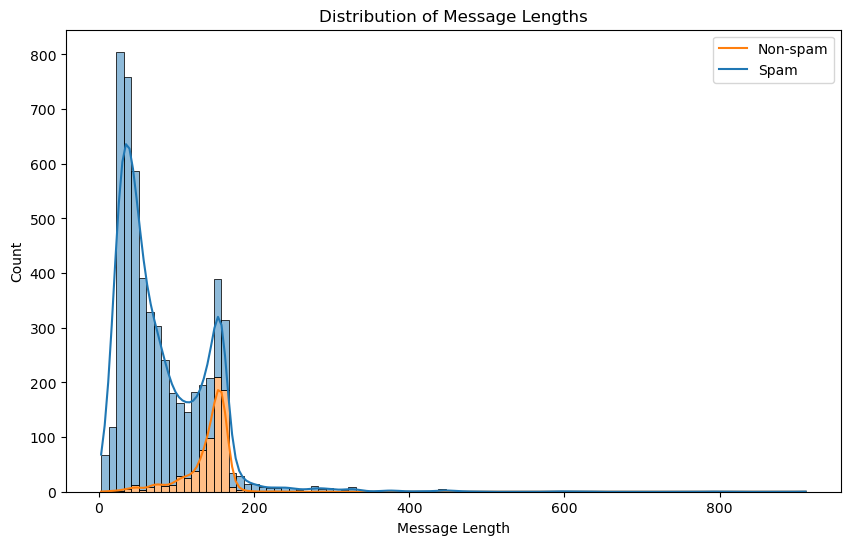 Distribution of Message Lengths
Non-spam
Spam
Count
800
700
600
500
400
300
200
100
0
0 200 400 600 800
Message Length